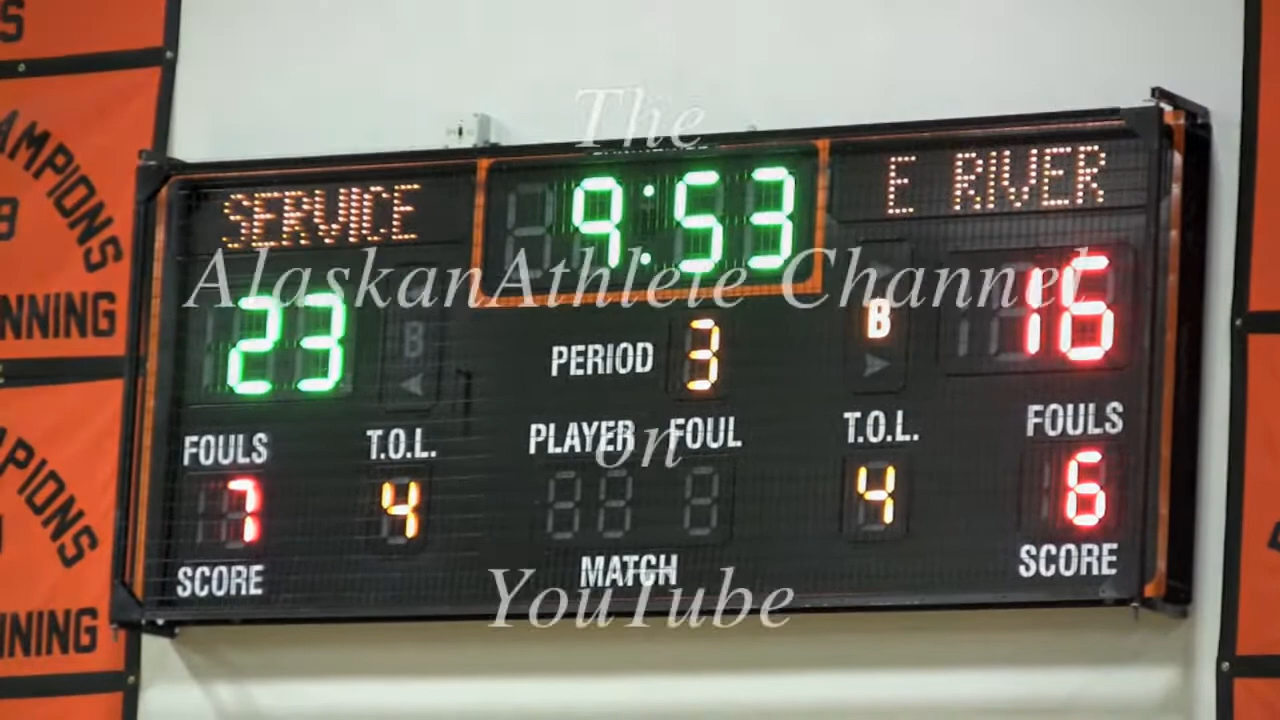 The
SERVICE 9:53 E RIVER
AlaskanAthlete Channel
23 B 16
PERIOD 3
FOULS T.O.L. PLAYER FOUL T.O.L. FOULS
on
7 4 4 6
SCORE MATCH SCORE
YouTube
S
AMPIONS
NNING
MPIONS
NNING